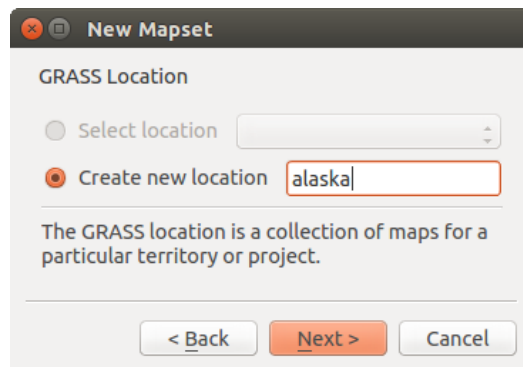 New Mapset
GRASS Location
Select location
Create new location alaska
The GRASS location is a collection of maps for a
particular territory or project.
< Back Next > Cancel